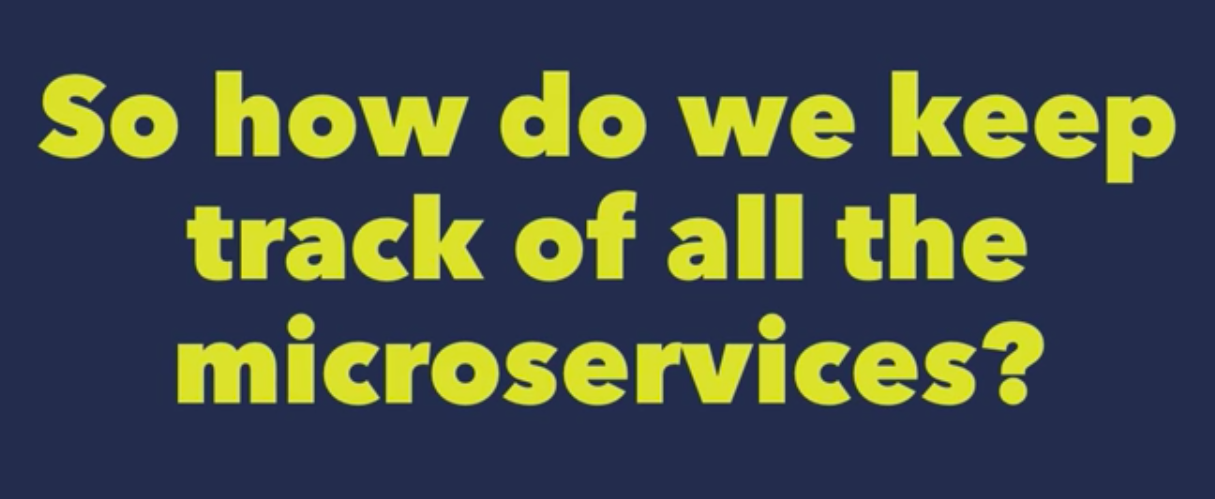 So how do we keep
track of all the
microservices?